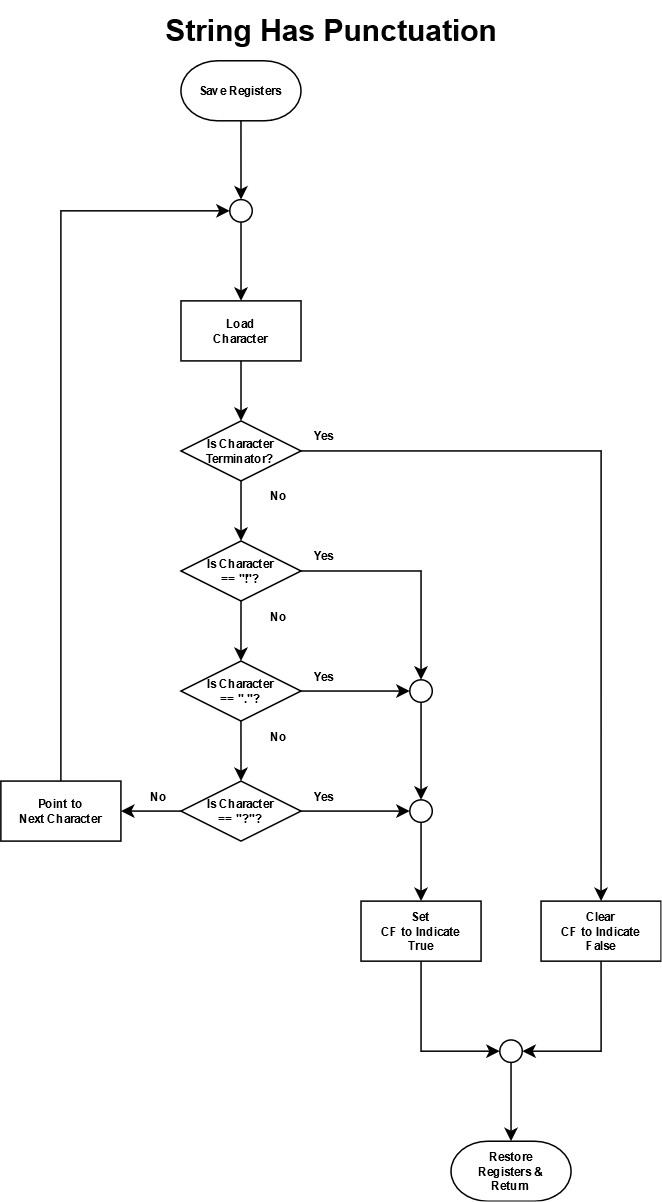 String Has Punctuation
Save Registers
Load
Character
Is Character
Terminator?
Yes
No
Is Character
== "!"?
Yes
No
Is Character
== "."?
Yes
No
Is Character
== "?"?
Yes
No
Point to
Next Character
Set
CF to Indicate
True
Clear
CF to Indicate
False
Restore
Registers &
Return